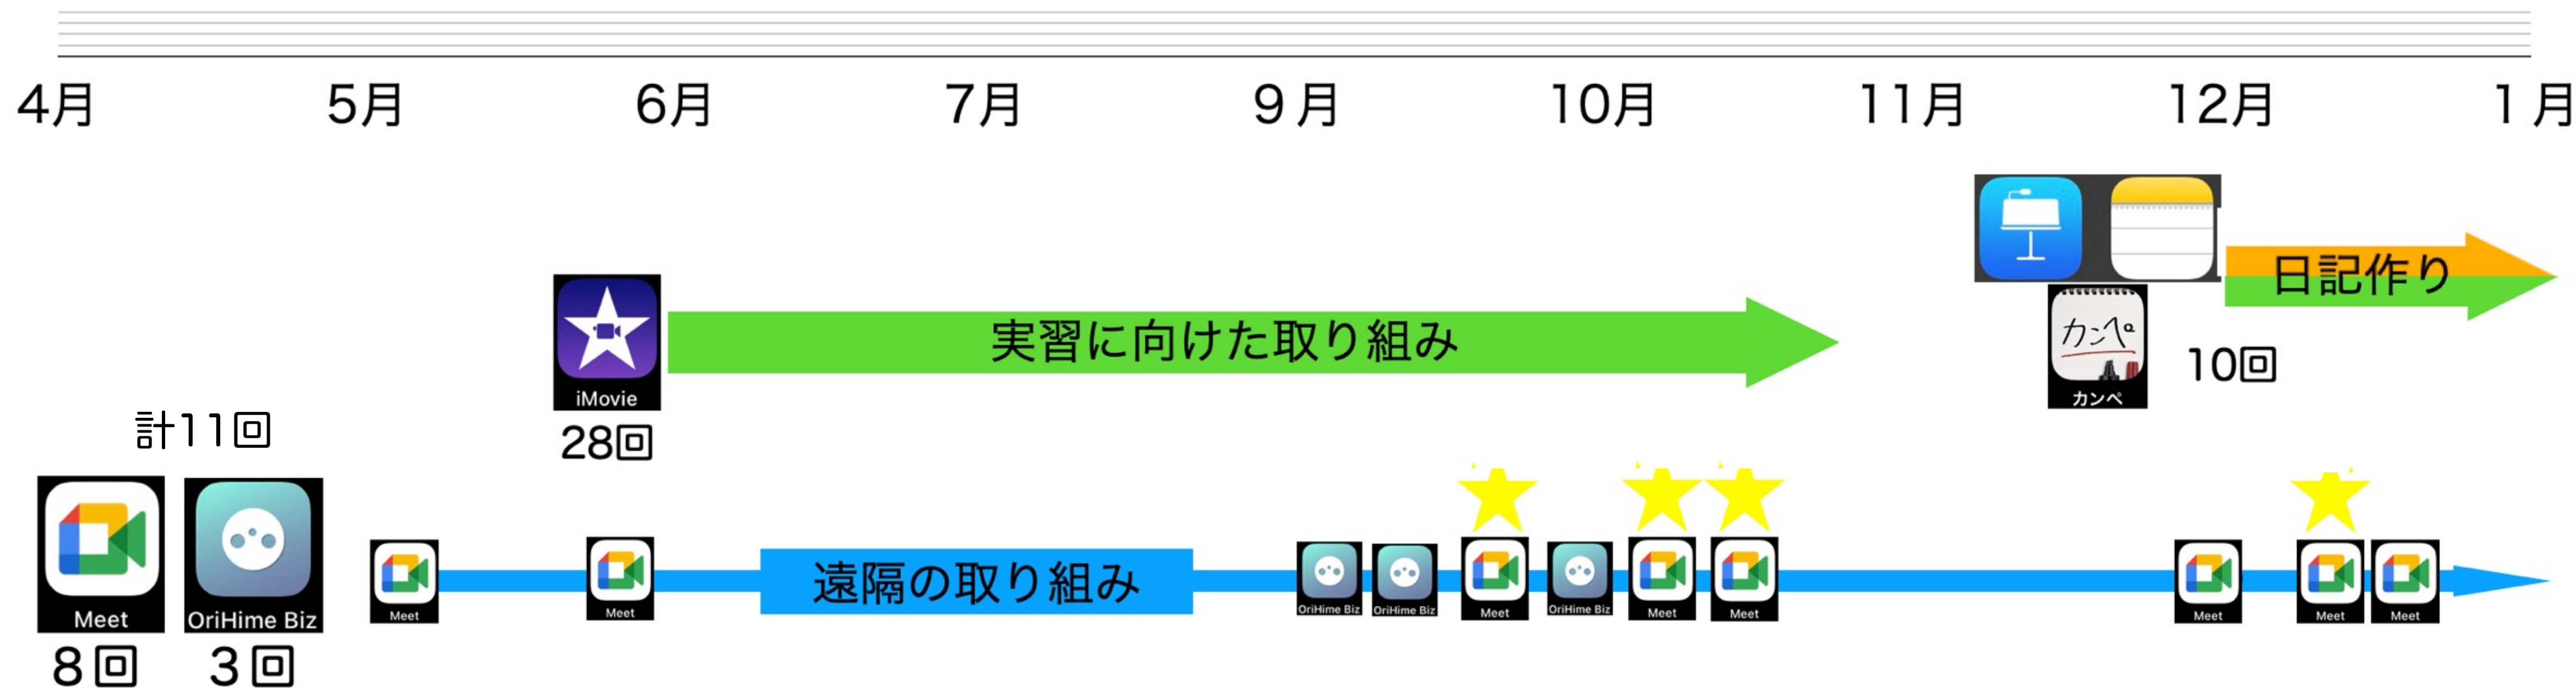 4月 5月 6月 7月 9月 10月 11月 12月 1月
日記作り
実習に向けた取り組み
カンペ
カンペ
10回
iMovie
28回
計11回
Meet
OriHime Biz
8回
3回
Meet
Meet
遠隔の取り組み
OriHime Biz
OriHime Biz
Meet
OriHime Biz
Meet
Meet
Meet
Meet
Meet